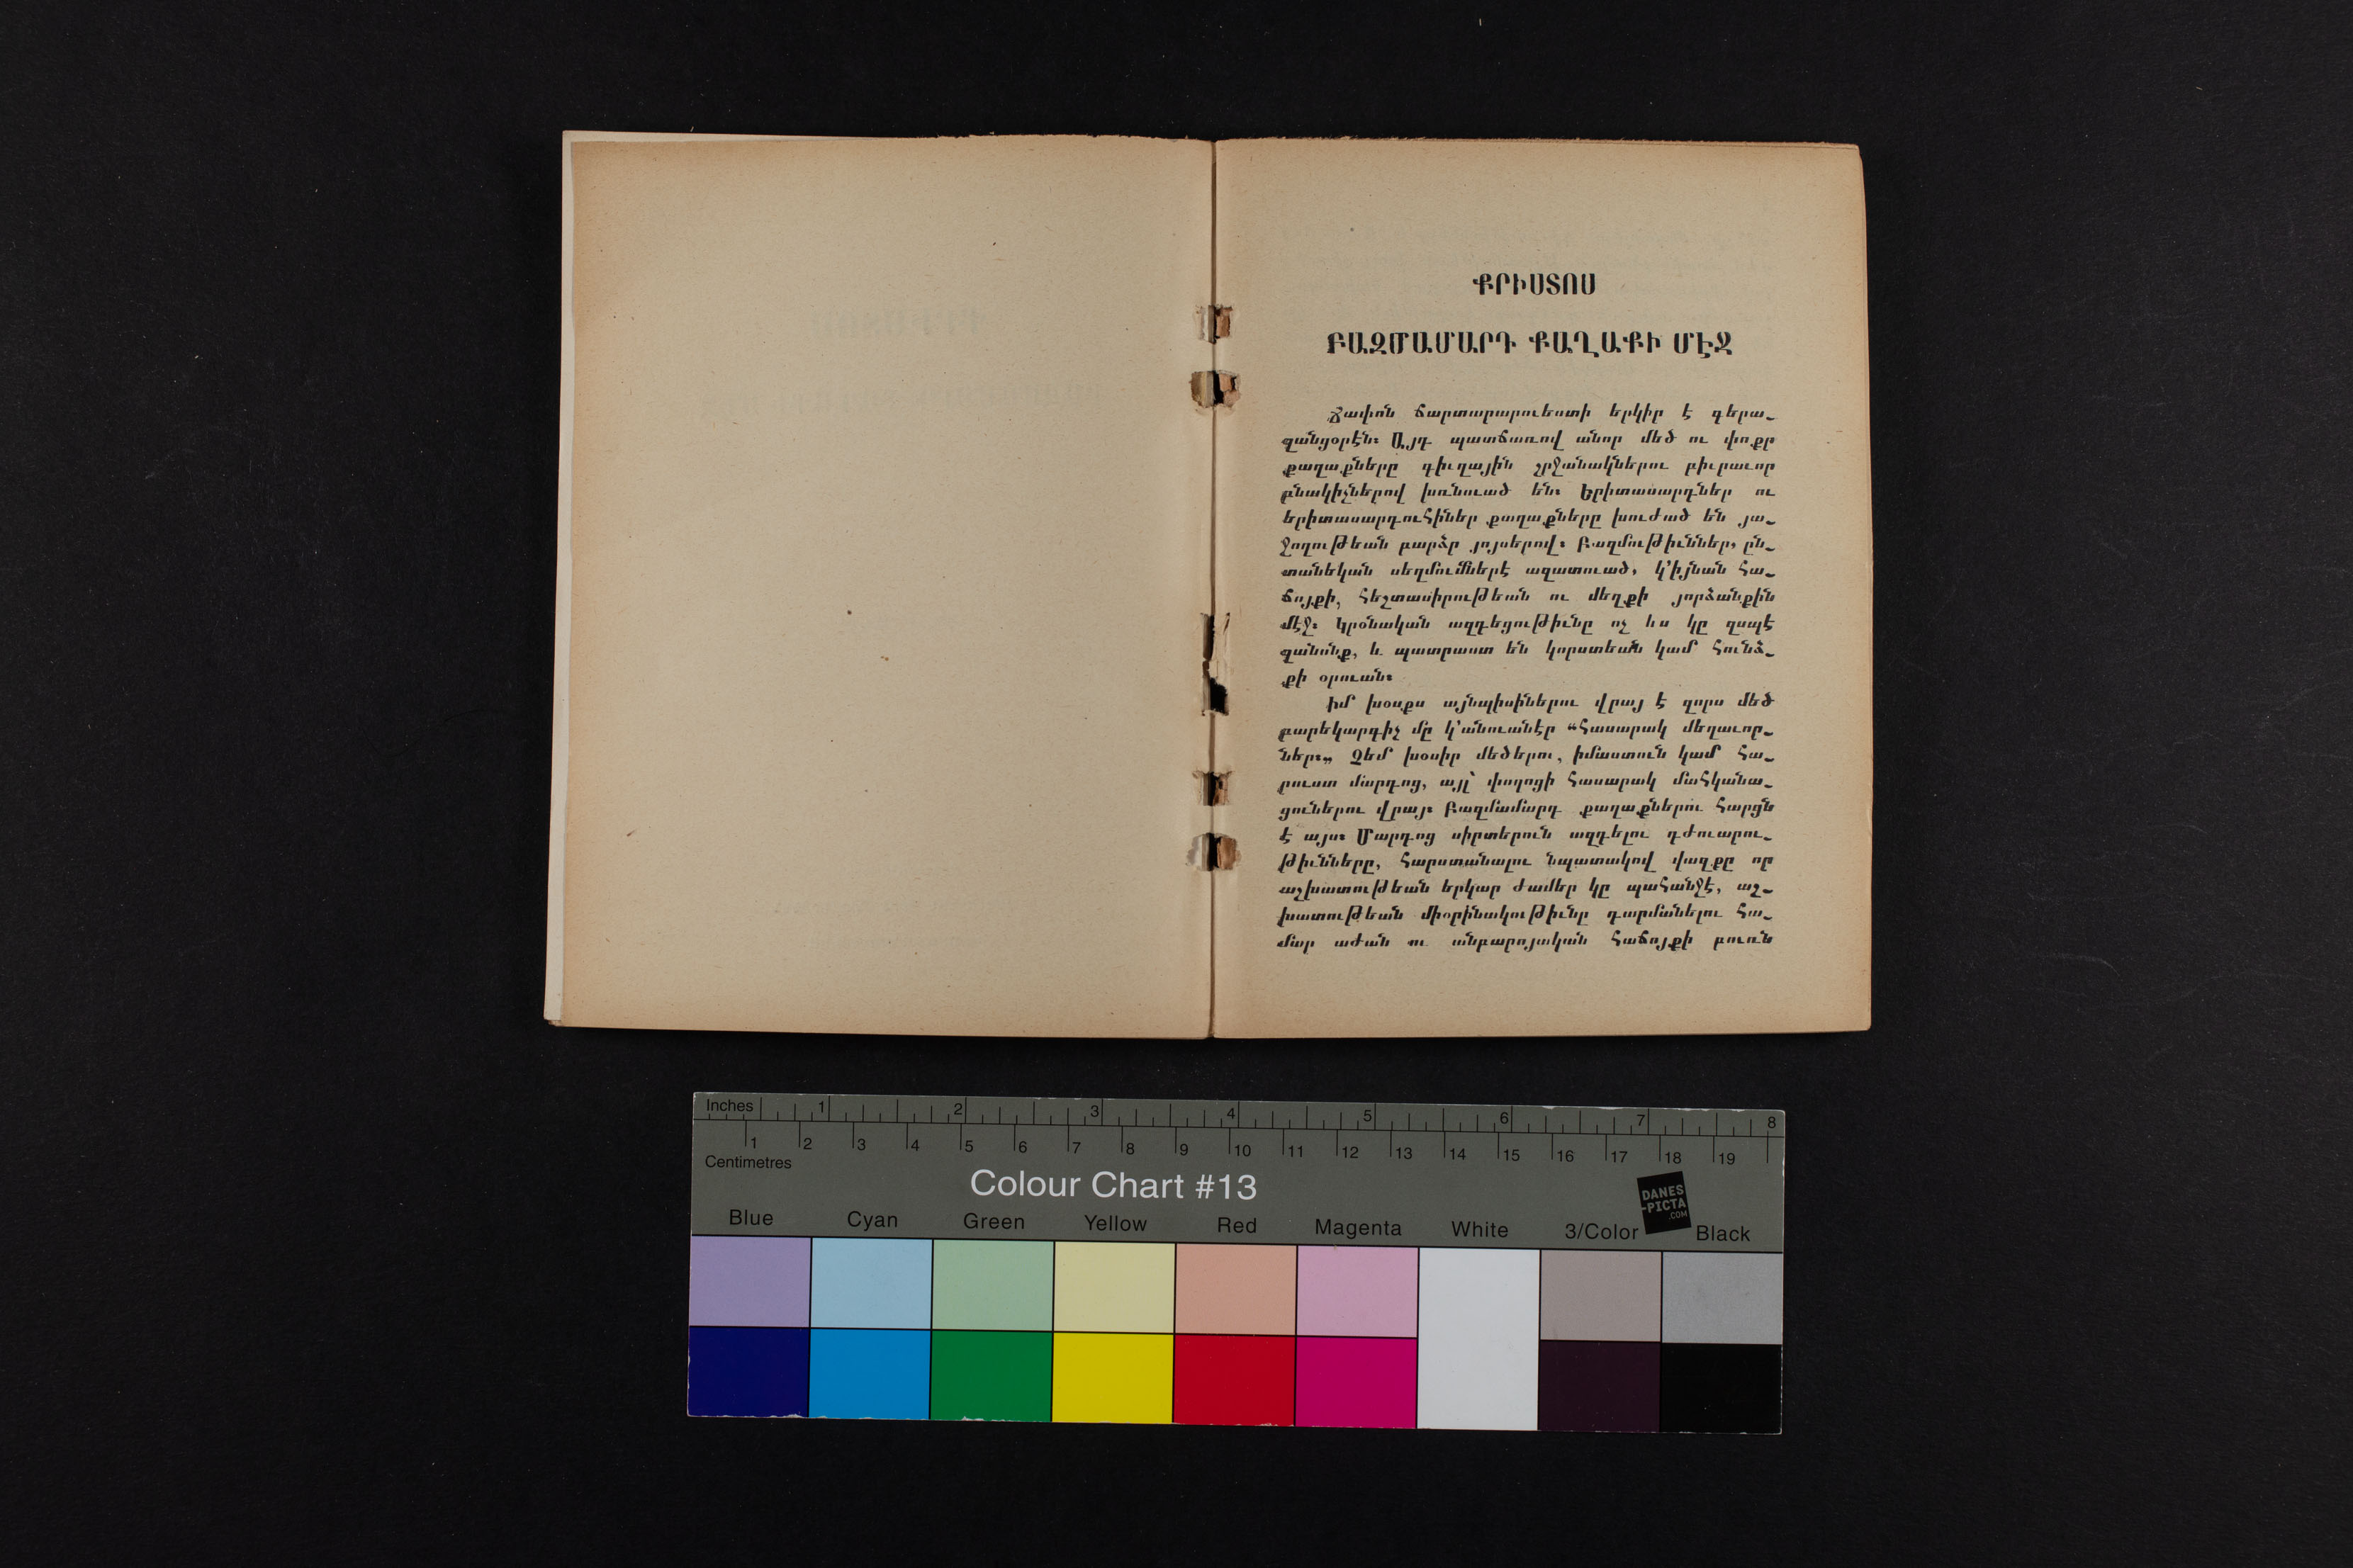 ՔՐԻՍՏՈՍ
ԲԱԶՄԱՄԱՐԴ ՔԱՂԱՔԻ ՄԷՋ
Ճափոն ճարտարարուեստի երկիր է գերա-
զանցօրէն։ Այդ պատճառով անոր մեծ ու փոքր
քաղաքները գիւղային շրջանակներու բիւրաւոր
բնակիչներով խռնուած են։ Երիտասարդներ ու
երիտասարդուհիներ քաղաքները խուժած են յա-
ջողութեան բարձր յոյսերով։ Բազմութիւններ, ըն-
տանեկան սեղմումներէ ազատուած, կ'իյնան հա-
ճոյքի, հեշտասիրութեան ու մեղքի յորձանքին
մէջ։ Կրօնական ազդեցութիւնը ոչ ևս կը զսպէ
զանոնք, և պատրաստ են կորստեան կամ հունձ-
քի օրուան։
Իմ խօսքս այնպիսիներու վրայ է զորս մեծ
բարեկարգիչ մը կ'անուանէր “հասարակ մեղաւոր-
ներ։„ Չեմ խօսիր մեծերու, իմաստուն կամ հա-
րուստ մարդոց, այլ՝ փողոցի հասարակ մահկանա-
ցուներու վրայ։ Բազմամարդ քաղաքներու հարցն
է այս։ Մարդոց սիրտերուն ազդելու դժուարու-
թիւնները, հարստանալու նպատակով վազքը որ
աշխատութեան երկար ժամեր կը պահանջէ, աշ-
խատութեան միօրինակութիւնը դարմանելու հա-
մար աժան ու անբարոյական հաճոյքի բուռն
Inches 1 2 3 4 5 6 7 8
1 2 3 4 5 6 7 8 9 10 11 12 13 14 15 16 17 18 19
Centimetres
Colour Chart #13
DANES
-PICTA
.COM
Blue Cyan Green Yellow Red Magenta White 3/Color Black